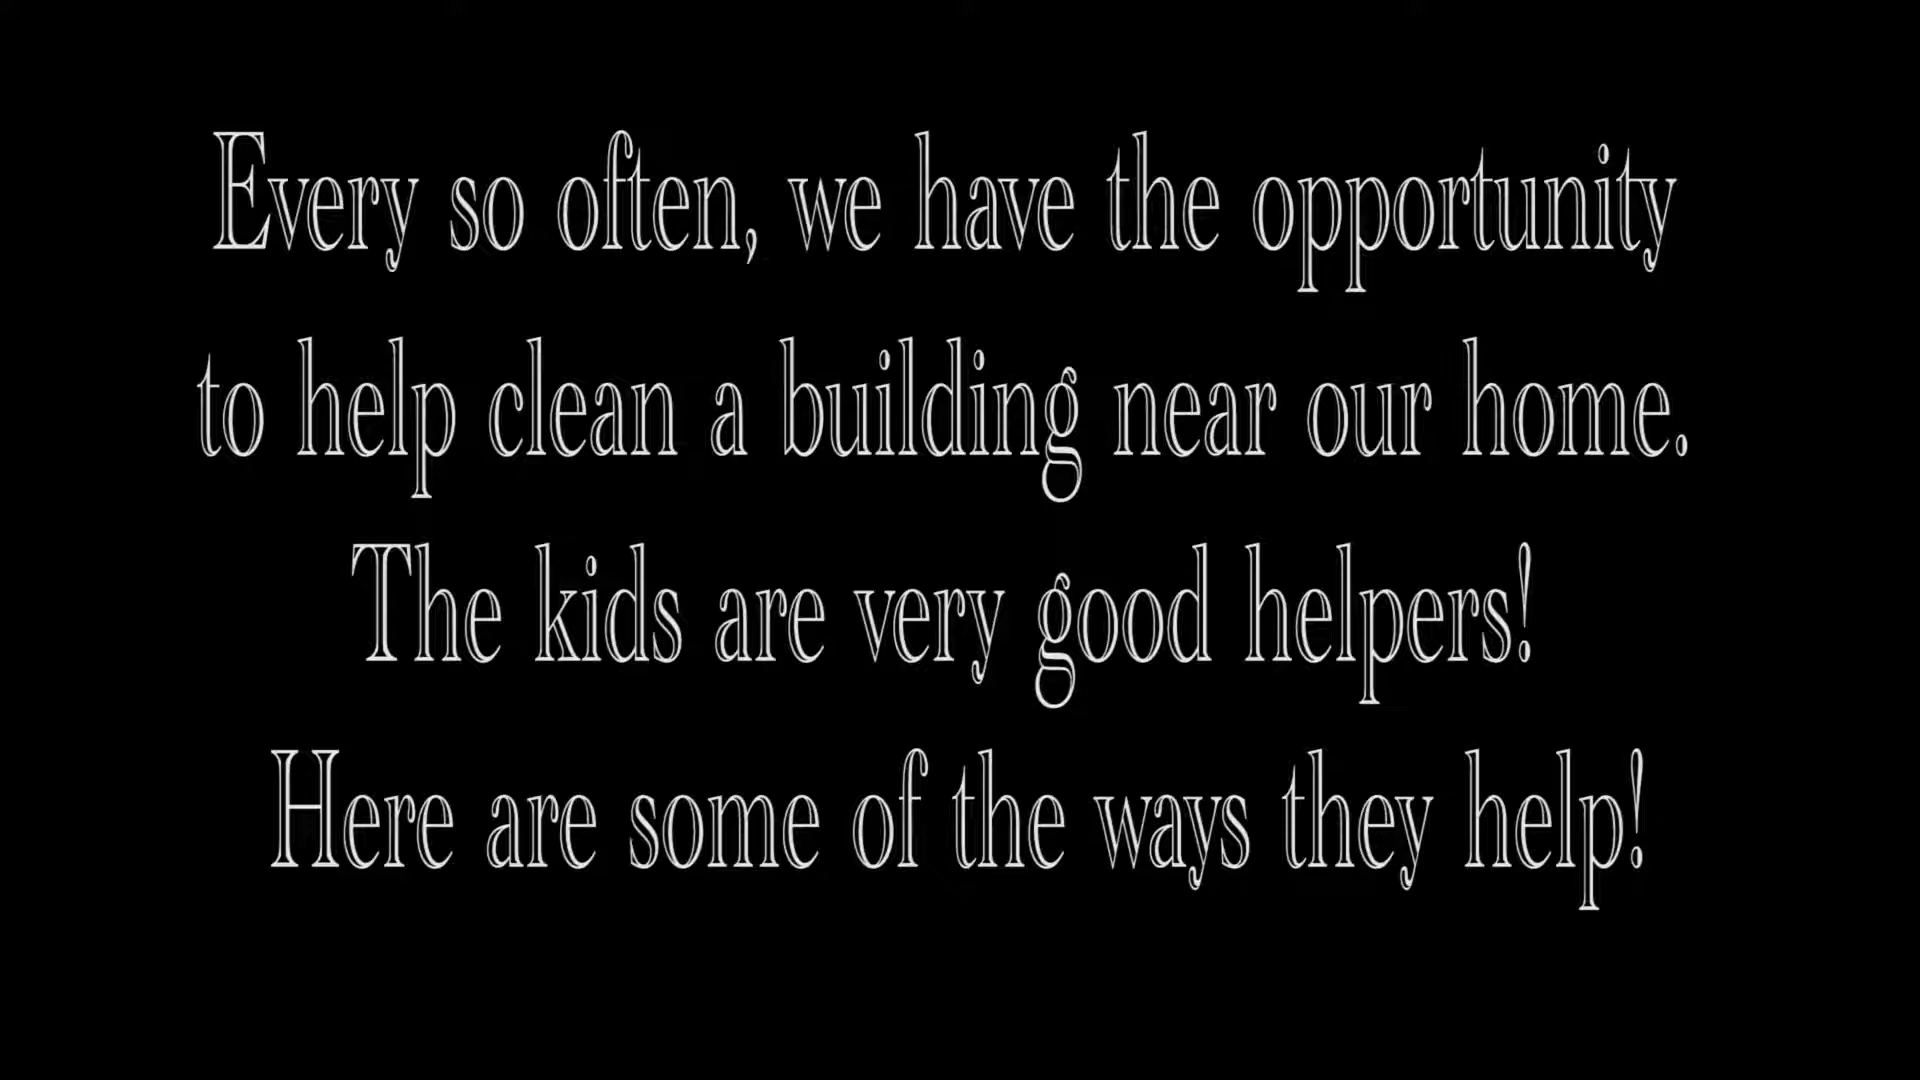 Every so often, we have the opportunity
to help clean a building near our home.
The kids are very good helpers!
Here are some of the ways they help!